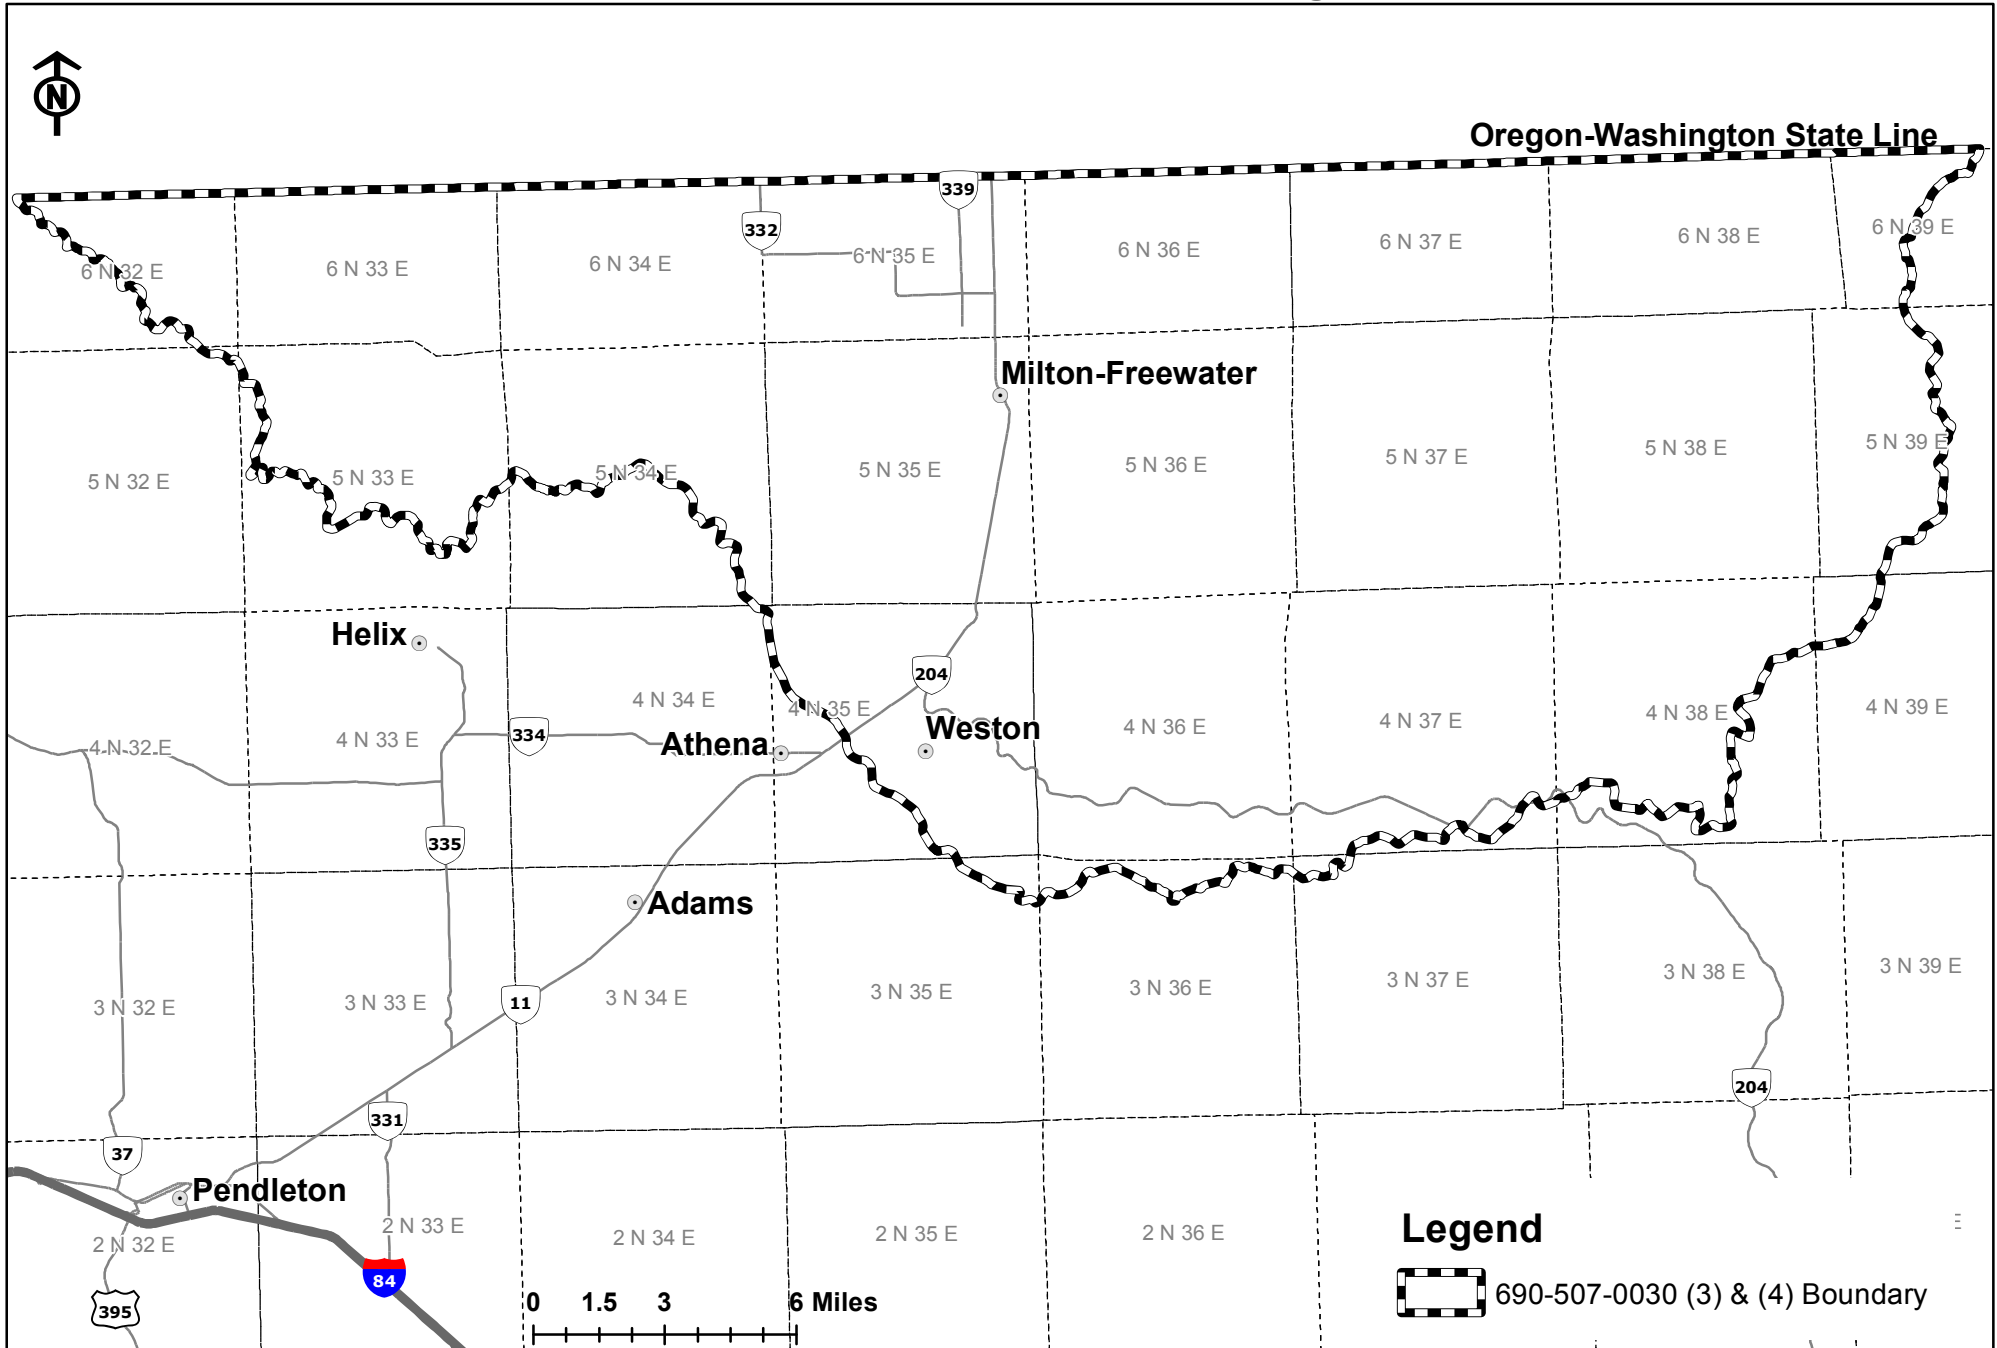 N
Oregon-Washington State Line
339
332
6 N 32 E
6 N 33 E
6 N 34 E
6 N 35 E
6 N 36 E
6 N 37 E
6 N 38 E
6 N 39 E
Milton-Freewater
5 N 32 E
5 N 33 E
5 N 34 E
5 N 35 E
5 N 36 E
5 N 37 E
5 N 38 E
5 N 39 E
Helix
204
4 N 32 E
4 N 33 E
334
4 N 34 E
Athena
4 N 35 E
Weston
4 N 36 E
4 N 37 E
4 N 38 E
4 N 39 E
335
Adams
3 N 32 E
3 N 33 E
11
3 N 34 E
3 N 35 E
3 N 36 E
3 N 37 E
3 N 38 E
3 N 39 E
204
331
37
Pendleton
2 N 32 E
2 N 33 E
2 N 34 E
2 N 35 E
2 N 36 E
84
395
0 1.5 3 6 Miles
Legend
690-507-0030 (3) & (4) Boundary